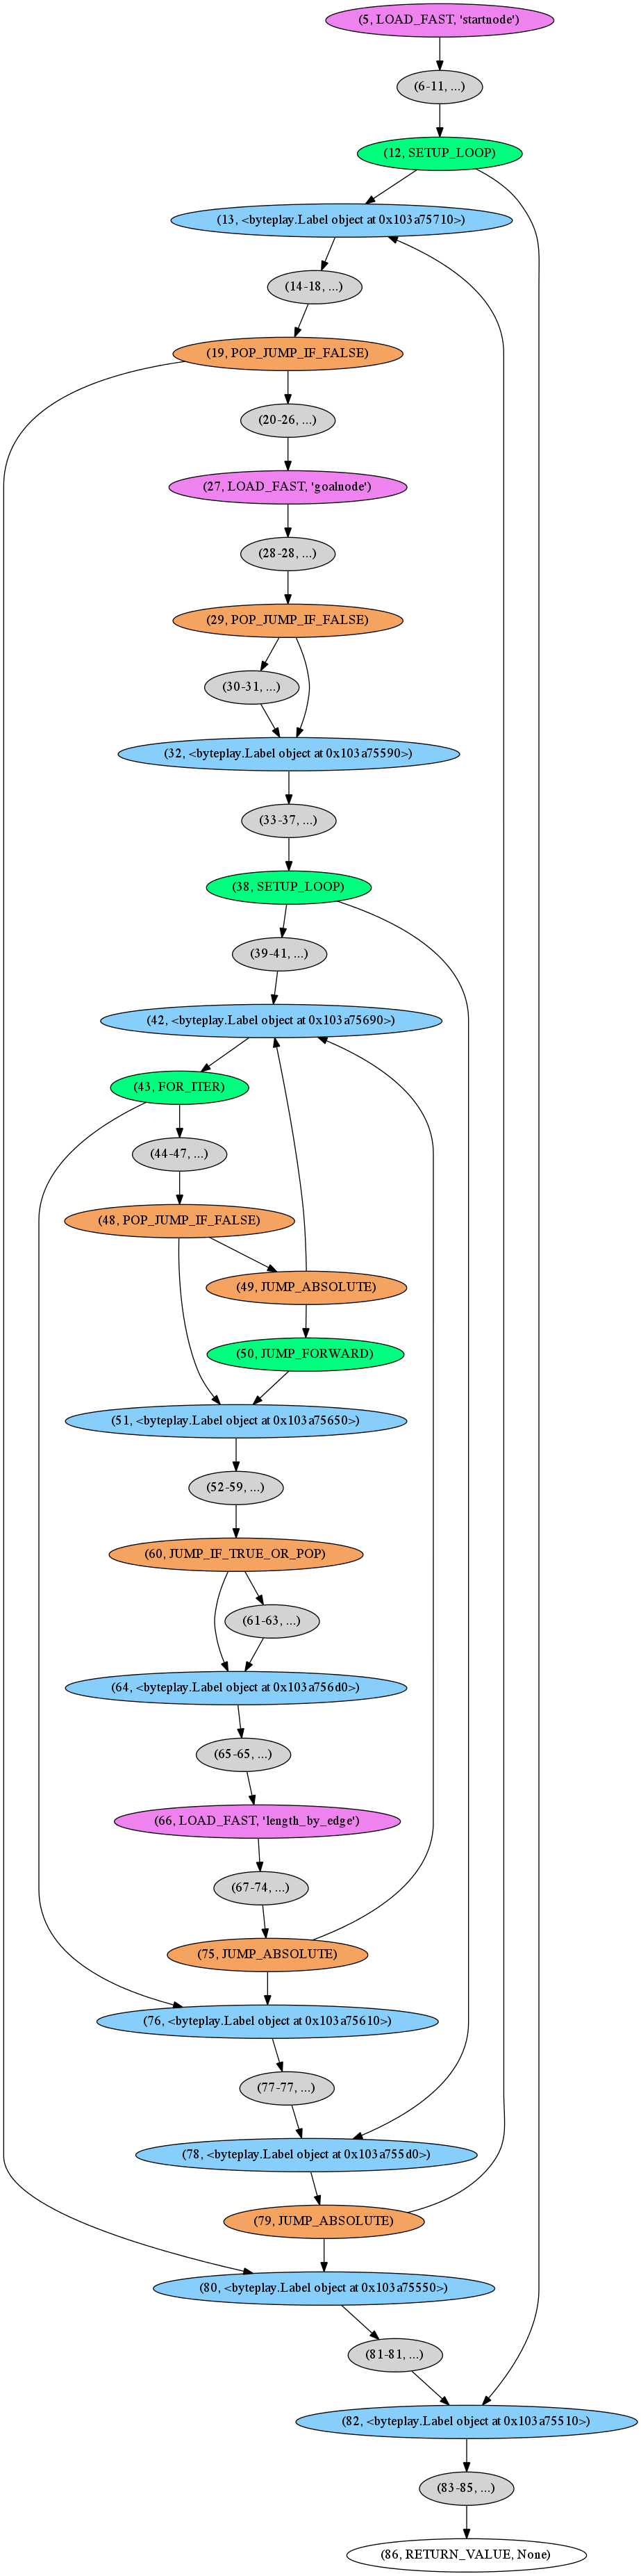 (5, LOAD_FAST, 'startnode')
(6-11, ...)
(12, SETUP_LOOP)
(13, <byteplay.Label object at 0x103a75710>)
(14-18, ...)
(19, POP_JUMP_IF_FALSE)
(20-26, ...)
(27, LOAD_FAST, 'goalnode')
(28-28, ...)
(29, POP_JUMP_IF_FALSE)
(30-31, ...)
(32, <byteplay.Label object at 0x103a75590>)
(33-37, ...)
(38, SETUP_LOOP)
(39-41, ...)
(42, <byteplay.Label object at 0x103a75690>)
(43, FOR_ITER)
(44-47, ...)
(48, POP_JUMP_IF_FALSE)
(49, JUMP_ABSOLUTE)
(50, JUMP_FORWARD)
(51, <byteplay.Label object at 0x103a75650>)
(52-59, ...)
(60, JUMP_IF_TRUE_OR_POP)
(61-63, ...)
(64, <byteplay.Label object at 0x103a756d0>)
(65-65, ...)
(66, LOAD_FAST, 'length_by_edge')
(67-74, ...)
(75, JUMP_ABSOLUTE)
(76, <byteplay.Label object at 0x103a75610>)
(77-77, ...)
(78, <byteplay.Label object at 0x103a755d0>)
(79, JUMP_ABSOLUTE)
(80, <byteplay.Label object at 0x103a75550>)
(81-81, ...)
(82, <byteplay.Label object at 0x103a75510>)
(83-85, ...)
(86, RETURN_VALUE, None)